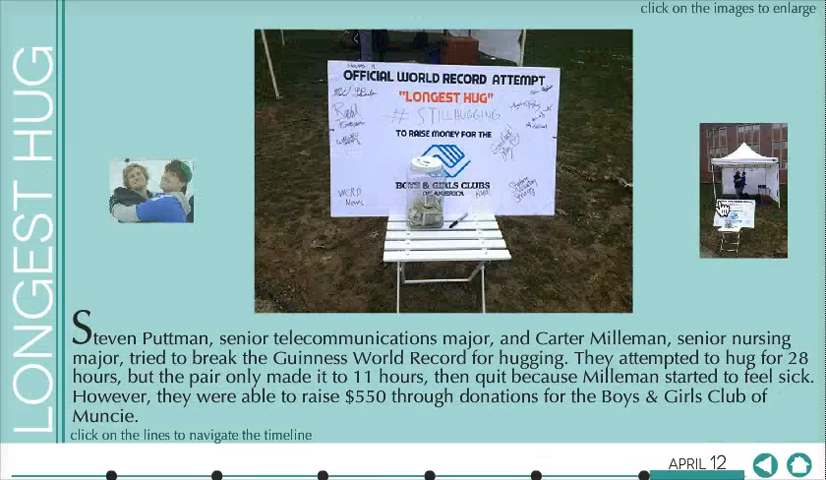 click on the images to enlarge
LONGEST HUG
OFFICIAL WORLD RECORD ATTEMPT
"LONGEST HUG"
# STILLHUGGING
TO RAISE MONEY FOR THE
BOYS & GIRLS CLUBS
OF AMERICA
WCRD
News
Steven Puttman, senior telecommunications major, and Carter Milleman, senior nursing
major, tried to break the Guinness World Record for hugging. They attempted to hug for 28
hours, but the pair only made it to 11 hours, then quit because Milleman started to feel sick.
However, they were able to raise $550 through donations for the Boys & Girls Club of
Muncie.
click on the lines to navigate the timeline
APRIL 12